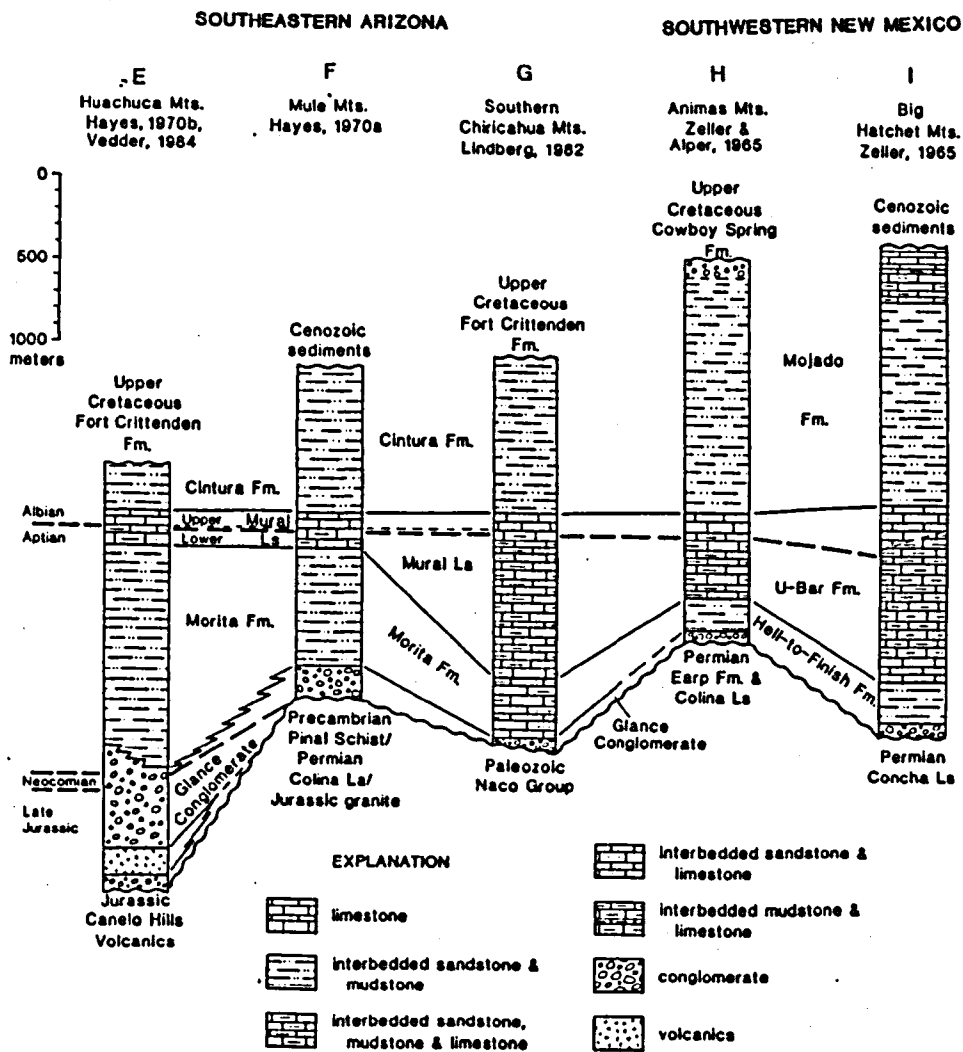 SOUTHEASTERN ARIZONA
SOUTHWESTERN NEW MEXICO
E
Huachuca Mts.
Hayes, 1970b,
Vedder, 1984
F
Mule Mts.
Hayes, 1970a
G
Southern
Chiricahua Mts.
Lindberg, 1982
H
Animas Mts.
Zeller &
Alper, 1965
I
Big
Hatchet Mts.
Zeller, 1965
0
500
1000
meters
Upper
Cretaceous
Fort Crittenden
Fm.
Cenozoic
sediments
Upper
Cretaceous
Fort Crittenden
Fm.
Upper
Cretaceous
Cowboy Spring
Fm.
Cenozoic
sediments
Cintura Fm.
Cintura Fm.
Mojado
Fm.
Albian
Aptian
Upper Mural
Lower Ls
Mural Ls
U-Bar Fm.
Morita Fm.
Morita Fm.
Hell-to-Finish Fm.
Neocomian
Late
Jurassic
Glance
Conglomerate
Glance
Conglomerate
Jurassic
Canelo Hills
Volcanics
Precambrian
Pinal Schist/
Permian
Colina Ls/
Jurassic granite
Paleozoic
Naco Group
Permian
Earp Fm. &
Colina Ls
Permian
Concha Ls
EXPLANATION
limestone
interbedded sandstone &
mudstone
interbedded sandstone,
mudstone & limestone
interbedded sandstone &
limestone
interbedded mudstone &
limestone
conglomerate
volcanics